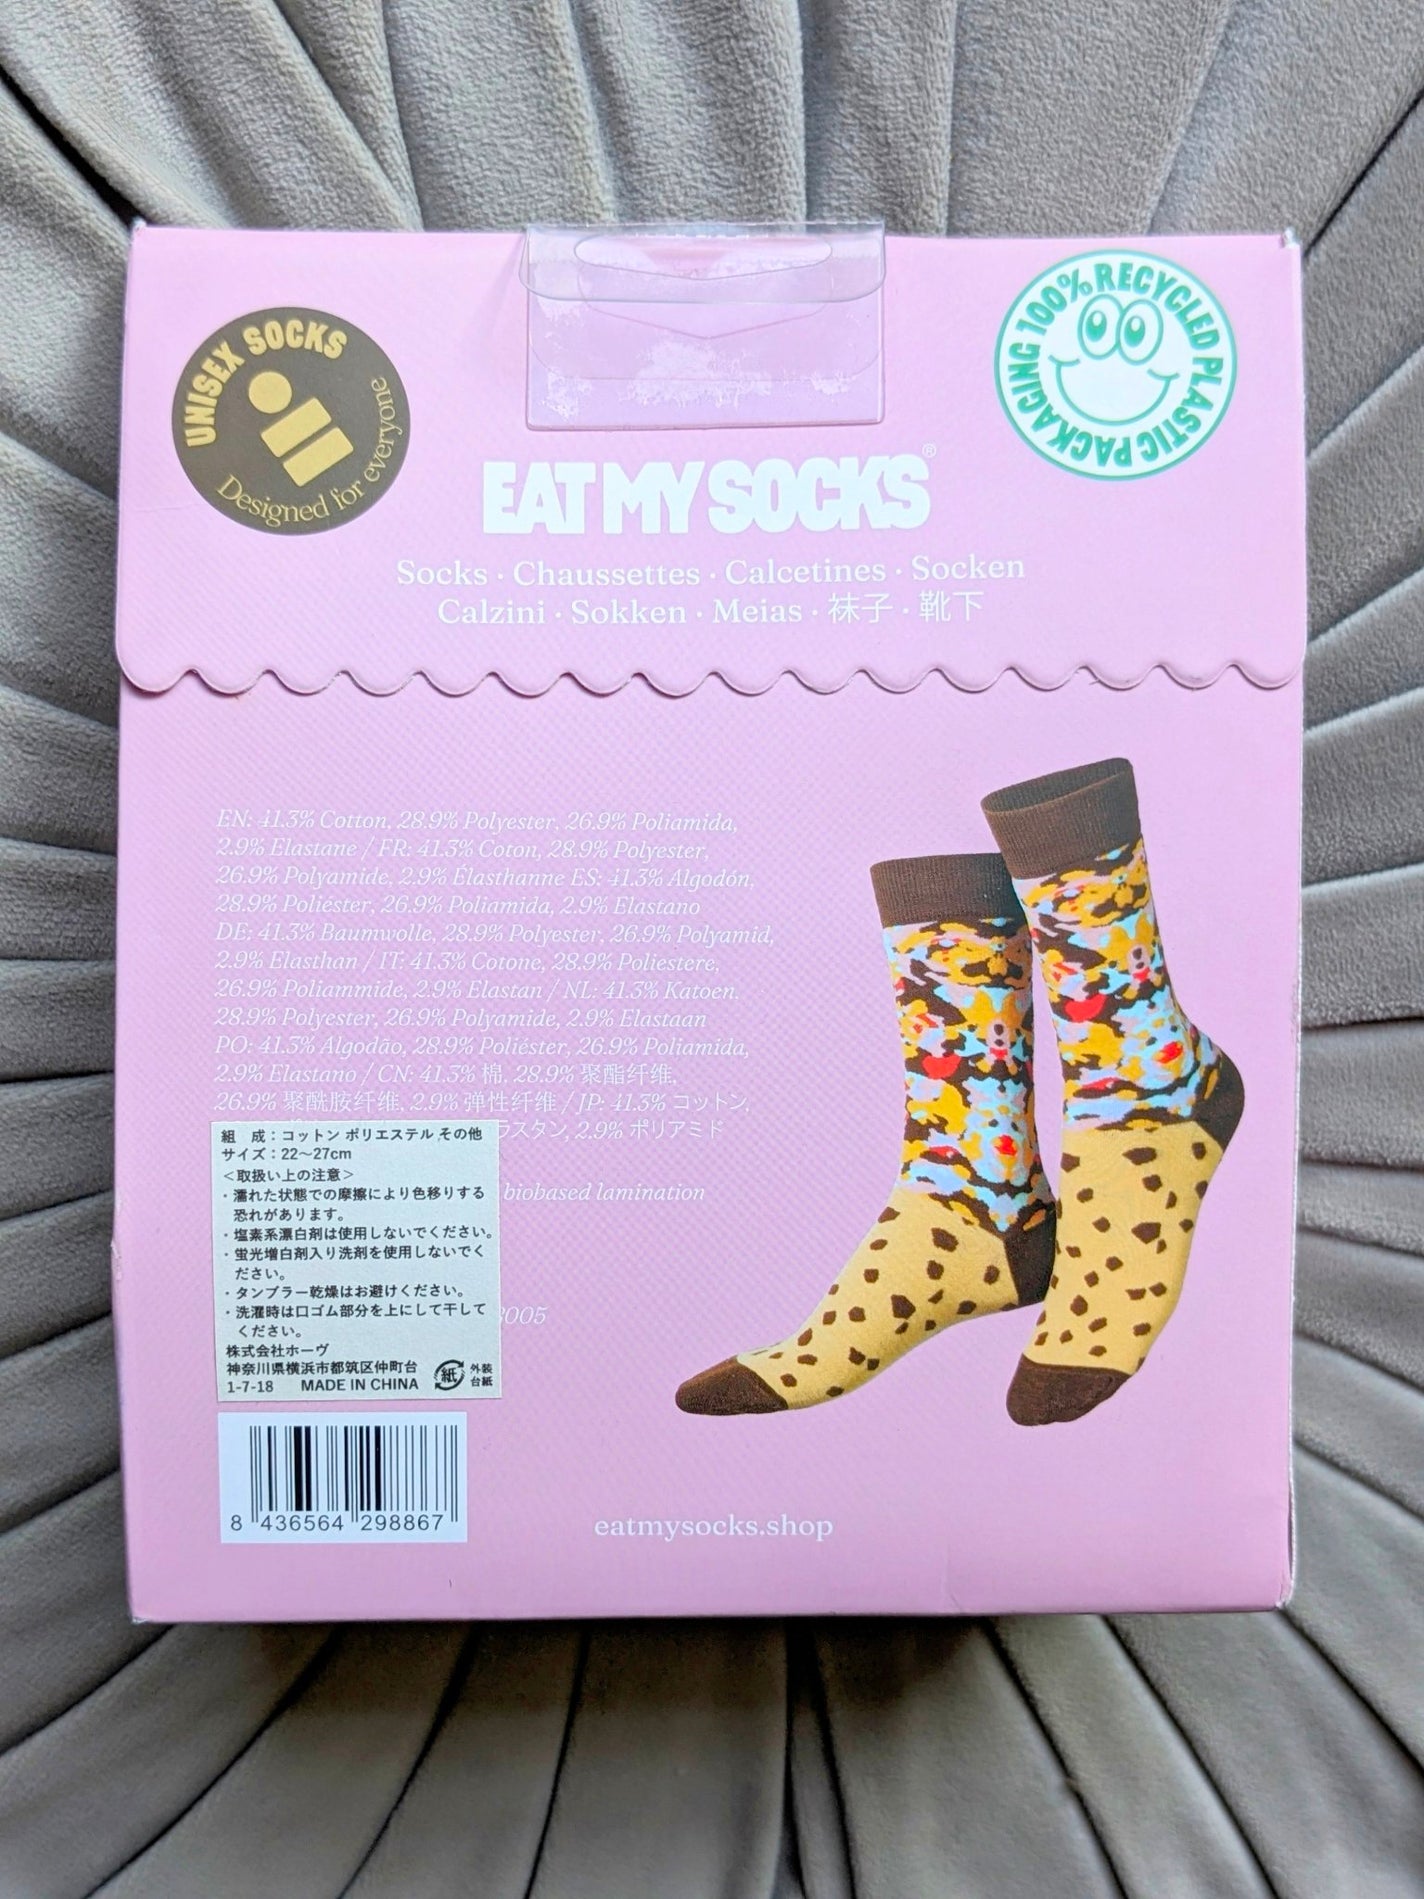 UNISEX SOCKS
Designed for everyone
100% RECYCLED PLASTIC PACKAGING
EAT MY SOCKS®
Socks · Chaussettes · Calcetines · Socken
Calzini · Sokken · Meias · 袜子 · 靴下
EN: 41.3% Cotton, 28.9% Polyester, 26.9% Poliamida,
2.9% Elastane / FR: 41.3% Coton, 28.9% Polyester,
26.9% Polyamide, 2.9% Élasthanne ES: 41.3% Algodón,
28.9% Poliéster, 26.9% Poliamida, 2.9% Elastano
DE: 41.3% Baumwolle, 28.9% Polyester, 26.9% Polyamid,
2.9% Elasthan / IT: 41.3% Cotone, 28.9% Poliestere,
26.9% Poliammide, 2.9% Elastan / NL: 41.3% Katoen,
28.9% Polyester, 26.9% Polyamide, 2.9% Elastaan
PO: 41.3% Algodão, 28.9% Poliéster, 26.9% Poliamida,
2.9% Elastano / CN: 41.3% 棉, 28.9% 聚酯纤维,
26.9% 聚酰胺纤维, 2.9% 弹性纤维 / JP: 41.3% コットン,
ラスタン, 2.9% ポリアミド
biobased lamination
3005
組 成：コットン ポリエステル その他
サイズ：22～27cm
＜取扱い上の注意＞
・濡れた状態での摩擦により色移りする
恐れがあります。
・塩素系漂白剤は使用しないでください。
・蛍光増白剤入り洗剤を使用しないでく
ださい。
・タンブラー乾燥はお避けください。
・洗濯時は口ゴム部分を上にして干して
ください。
株式会社ホーヴ
神奈川県横浜市都筑区仲町台
1-7-18 MADE IN CHINA
紙 外装
台紙
8 436564 298867
eatmysocks.shop